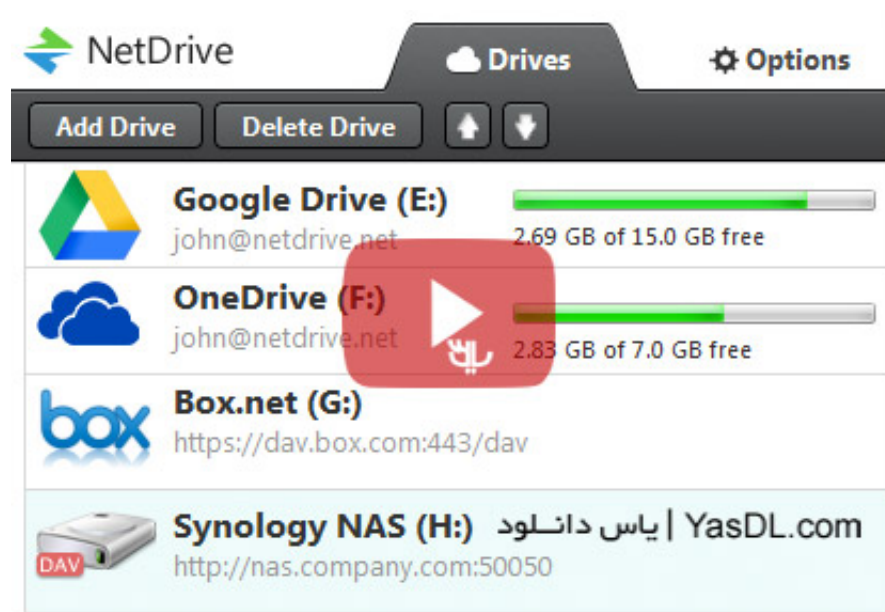 NetDrive
Drives
Options
Add Drive
Delete Drive
Google Drive (E:)
john@netdrive.net
2.69 GB of 15.0 GB free
OneDrive (F:)
john@netdrive.net
2.83 GB of 7.0 GB free
box
Box.net (G:)
https://dav.box.com:443/dav
DAV
Synology NAS (H:)
یاس دانــلود | YasDL.com
http://nas.company.com:50050